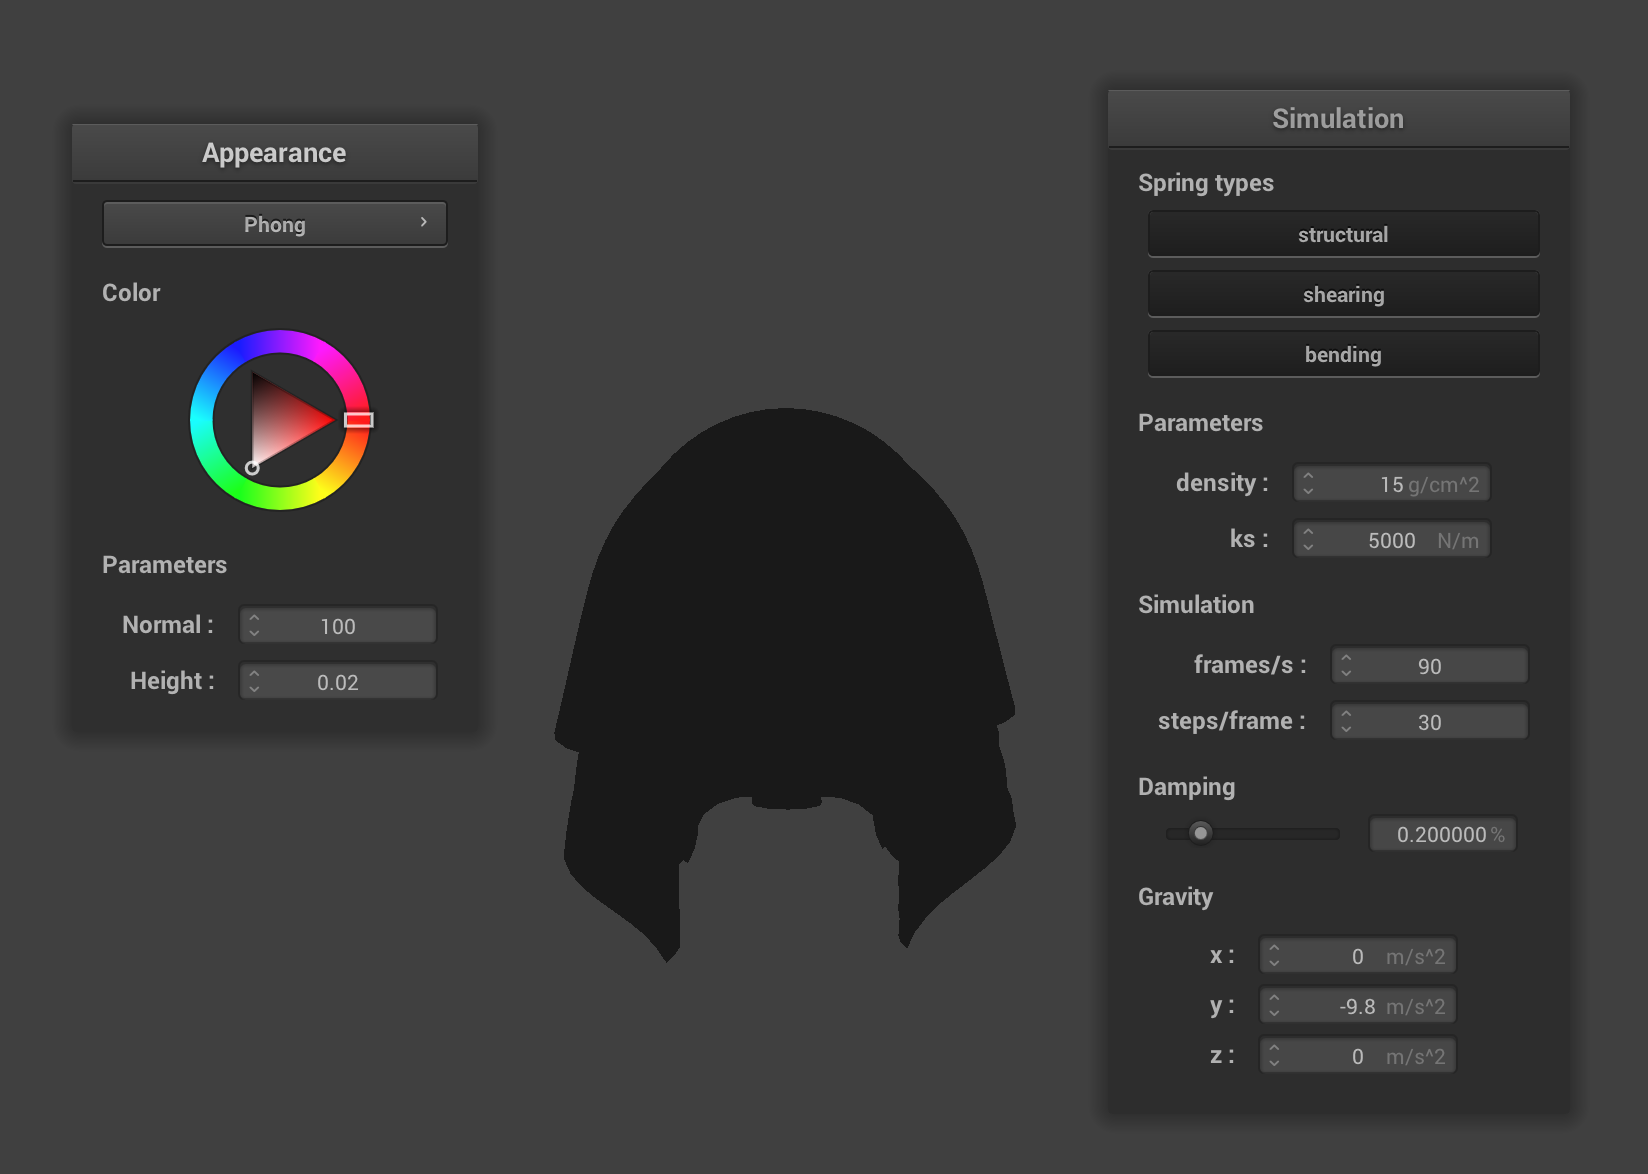 Appearance
Phong
Color
Parameters
Normal : 100
Height : 0.02
Simulation
Spring types
structural
shearing
bending
Parameters
density : 15 g/cm^2
ks : 5000 N/m
Simulation
frames/s : 90
steps/frame : 30
Damping
0.200000 %
Gravity
x : 0 m/s^2
y : -9.8 m/s^2
z : 0 m/s^2